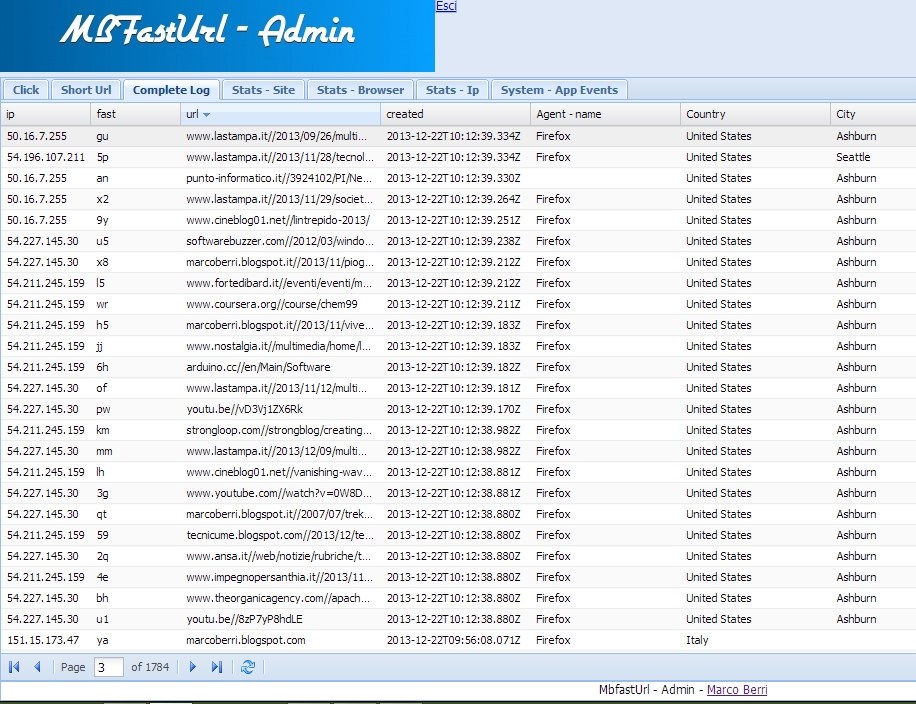 MBFastUrl - Admin
Esci
Click Short Url Complete Log Stats - Site Stats - Browser Stats - Ip System - App Events
ip fast url created Agent - name Country City
50.16.7.255 gu www.lastampa.it//2013/09/26/multi... 2013-12-22T10:12:39.334Z Firefox United States Ashburn
54.196.107.211 5p www.lastampa.it//2013/11/28/tecnol... 2013-12-22T10:12:39.334Z Firefox United States Seattle
50.16.7.255 an punto-informatico.it//3924102/PI/Ne... 2013-12-22T10:12:39.330Z United States Ashburn
50.16.7.255 x2 www.lastampa.it//2013/11/29/societ... 2013-12-22T10:12:39.264Z Firefox United States Ashburn
50.16.7.255 9y www.cineblog01.net//lintrepido-2013/ 2013-12-22T10:12:39.251Z Firefox United States Ashburn
54.227.145.30 u5 softwarebuzzer.com//2012/03/windo... 2013-12-22T10:12:39.238Z Firefox United States Ashburn
54.227.145.30 x8 marcoberri.blogspot.it//2013/11/piog... 2013-12-22T10:12:39.212Z Firefox United States Ashburn
54.211.245.159 l5 www.fortedibard.it//eventi/eventi/m... 2013-12-22T10:12:39.212Z Firefox United States Ashburn
54.211.245.159 wr www.coursera.org//course/chem99 2013-12-22T10:12:39.211Z Firefox United States Ashburn
54.211.245.159 h5 marcoberri.blogspot.it//2013/11/vive... 2013-12-22T10:12:39.183Z Firefox United States Ashburn
54.211.245.159 jj www.nostalgia.it//multimedia/home/l... 2013-12-22T10:12:39.183Z Firefox United States Ashburn
54.211.245.159 6h arduino.cc//en/Main/Software 2013-12-22T10:12:39.182Z Firefox United States Ashburn
54.227.145.30 of www.lastampa.it//2013/11/12/multi... 2013-12-22T10:12:39.181Z Firefox United States Ashburn
54.227.145.30 pw youtu.be//vD3Vj1ZX6Rk 2013-12-22T10:12:39.170Z Firefox United States Ashburn
54.211.245.159 km strongloop.com//strongblog/creating... 2013-12-22T10:12:38.982Z Firefox United States Ashburn
54.227.145.30 mm www.lastampa.it//2013/12/09/multi... 2013-12-22T10:12:38.982Z Firefox United States Ashburn
54.211.245.159 lh www.cineblog01.net//vanishing-wav... 2013-12-22T10:12:38.881Z Firefox United States Ashburn
54.227.145.30 3g www.youtube.com//watch?v=0W8D... 2013-12-22T10:12:38.881Z Firefox United States Ashburn
54.227.145.30 qt marcoberri.blogspot.it//2007/07/trek... 2013-12-22T10:12:38.880Z Firefox United States Ashburn
54.211.245.159 59 tecnicume.blogspot.com//2013/12/te... 2013-12-22T10:12:38.880Z Firefox United States Ashburn
54.227.145.30 2q www.ansa.it//web/notizie/rubriche/t... 2013-12-22T10:12:38.880Z Firefox United States Ashburn
54.211.245.159 4e www.impegnopersanthia.it//2013/11... 2013-12-22T10:12:38.880Z Firefox United States Ashburn
54.227.145.30 bh www.theorganicagency.com//apach... 2013-12-22T10:12:38.880Z Firefox United States Ashburn
54.227.145.30 u1 youtu.be//8zP7yP8hdLE 2013-12-22T10:12:38.880Z Firefox United States Ashburn
151.15.173.47 ya marcoberri.blogspot.com 2013-12-22T09:56:08.071Z Firefox Italy
Page 3 of 1784
MbfastUrl - Admin - Marco Berri